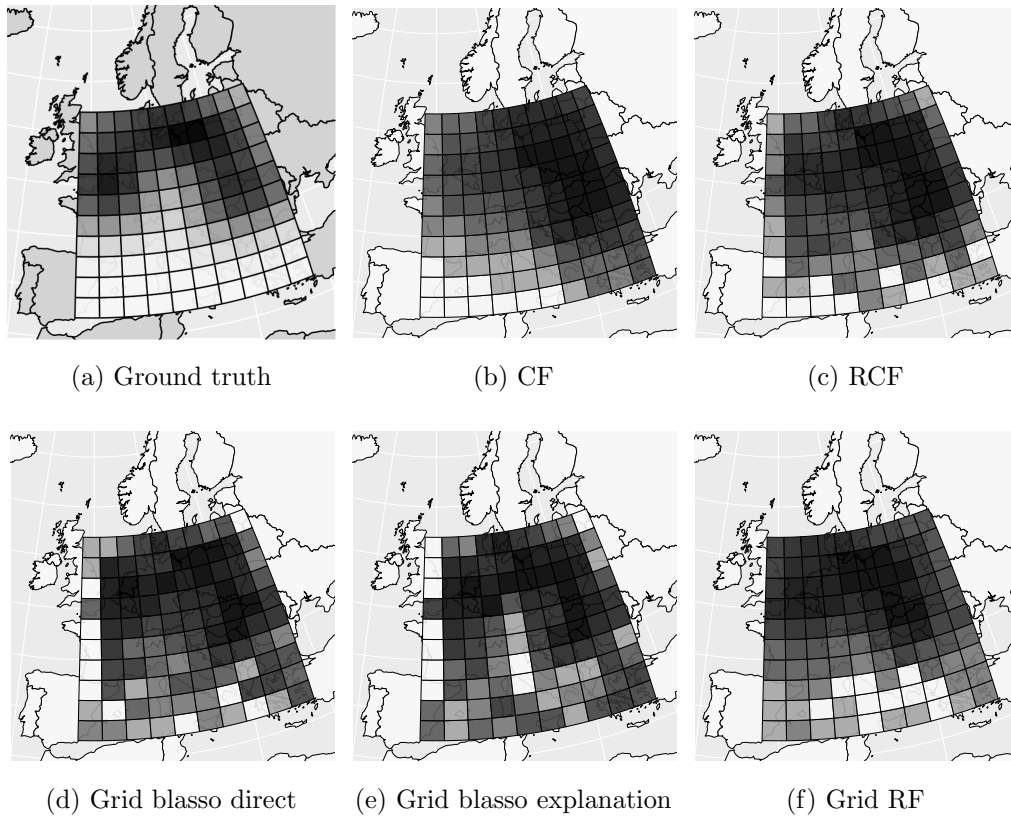 (a) Ground truth
(b) CF
(c) RCF
(d) Grid blasso direct
(e) Grid blasso explanation
(f) Grid RF